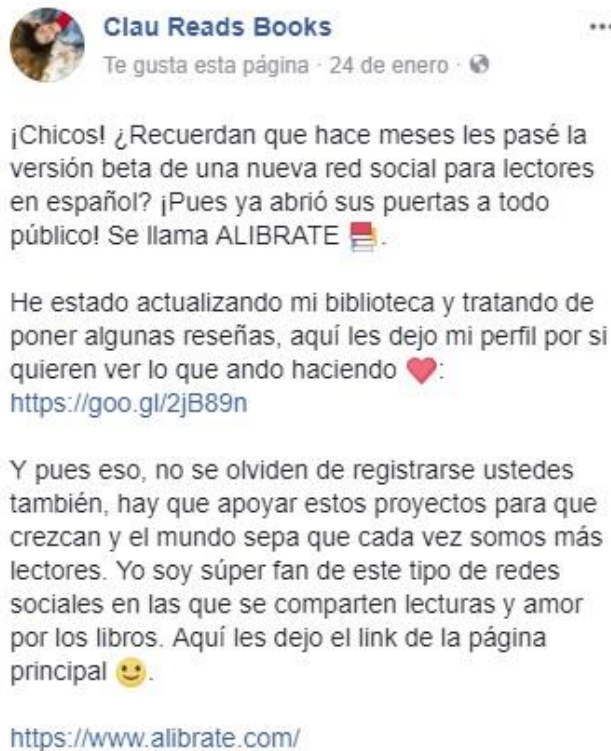 Clau Reads Books
Te gusta esta página · 24 de enero ·
¡Chicos! ¿Recuerdan que hace meses les pasé la
versión beta de una nueva red social para lectores
en español? ¡Pues ya abrió sus puertas a todo
público! Se llama ALIBRATE 📚.
He estado actualizando mi biblioteca y tratando de
poner algunas reseñas, aquí les dejo mi perfil por si
quieren ver lo que ando haciendo ❤:
https://goo.gl/2jB89n
Y pues eso, no se olviden de registrarse ustedes
también, hay que apoyar estos proyectos para que
crezcan y el mundo sepa que cada vez somos más
lectores. Yo soy súper fan de este tipo de redes
sociales en las que se comparten lecturas y amor
por los libros. Aquí les dejo el link de la página
principal 🙂.
https://www.alibrate.com/